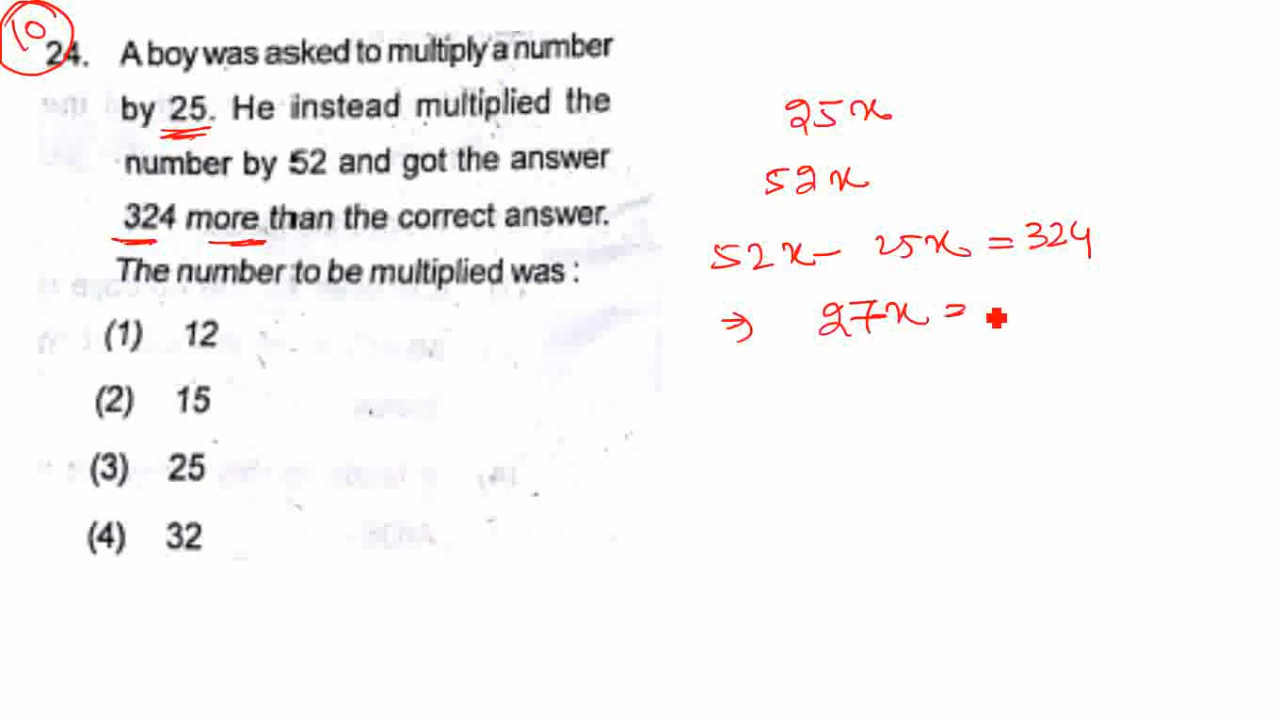 10
24. A boy was asked to multiply a number
by 25. He instead multiplied the
number by 52 and got the answer
324 more than the correct answer.
The number to be multiplied was :
(1) 12
(2) 15
(3) 25
(4) 32
25x
52x
52x - 25x = 324
⇒ 27x =